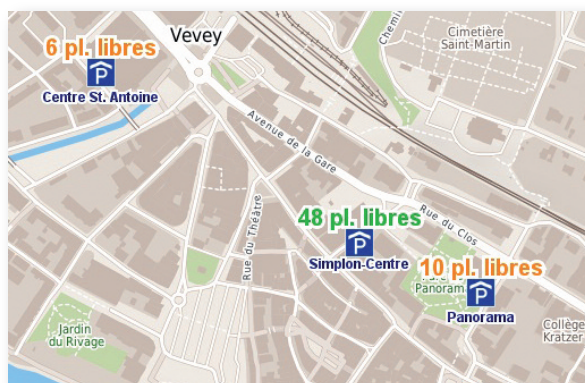 Vevey
6 pl. libres
Centre St. Antoine
Chemin
Cimetière
Saint-Martin
Avenue de la Gare
Rue du Théâtre
48 pl. libres
Simplon-Centre
Rue du Clos
10 pl. libres
Panorama
Panorama
Collège
Kratzer
Jardin
du Rivage